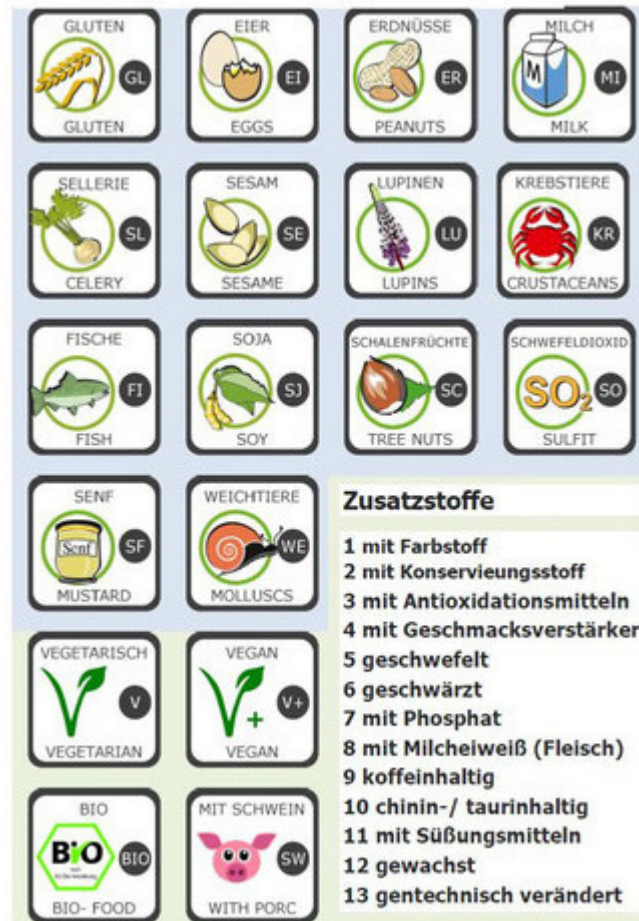 GLUTEN
GL
GLUTEN
EIER
EI
EGGS
ERDNÜSSE
ER
PEANUTS
MILCH
M
MI
MILK
SELLERIE
SL
CELERY
SESAM
SE
SESAME
LUPINEN
LU
LUPINS
KREBSTIERE
KR
CRUSTACEANS
FISCHE
FI
FISH
SOJA
SJ
SOY
SCHALENFRÜCHTE
SC
TREE NUTS
SCHWEFELDIOXID
SO₂
SO
SULFIT
SENF
Senf
SF
MUSTARD
WEICHTIERE
WE
MOLLUSCS
VEGETARISCH
V
VEGETARIAN
VEGAN
V+
VEGAN
BIO
Bio
BIO
BIO- FOOD
MIT SCHWEIN
SW
WITH PORC
Zusatzstoffe
1 mit Farbstoff
2 mit Konservieungsstoff
3 mit Antioxidationsmitteln
4 mit Geschmacksverstärker
5 geschwefelt
6 geschwärzt
7 mit Phosphat
8 mit Milcheiweiß (Fleisch)
9 koffeinhaltig
10 chinin-/ taurinhaltig
11 mit Süßungsmitteln
12 gewachst
13 gentechnisch verändert